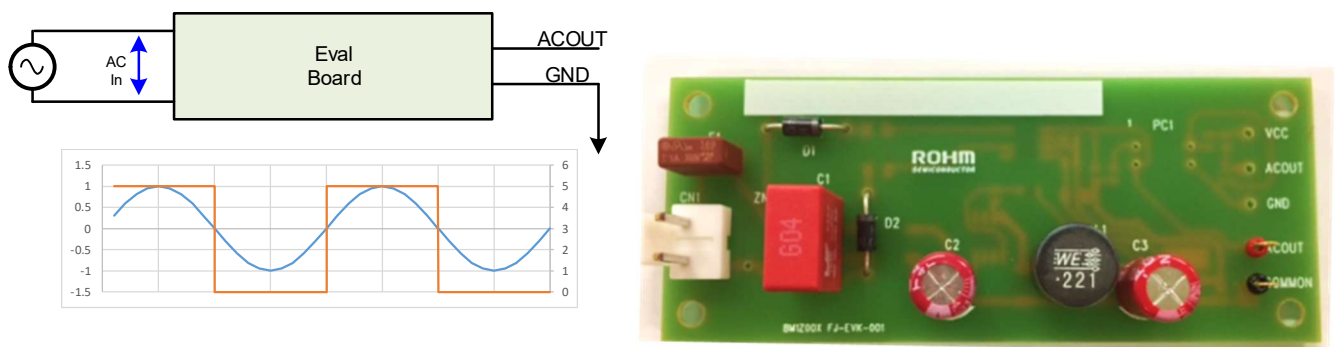 Eval
Board
AC
In
ACOUT
GND
1.5
1
0.5
0
-0.5
-1
-1.5
6
5
4
3
2
1
0
D1
1 PC1
VCC
ROHM
SEMICONDUCTOR
ACOUT
C1
CN1
GND
G04
D2
C2
C3
WE
221
ACOUT
COMMON
BM1Z00X FJ-EVK-001